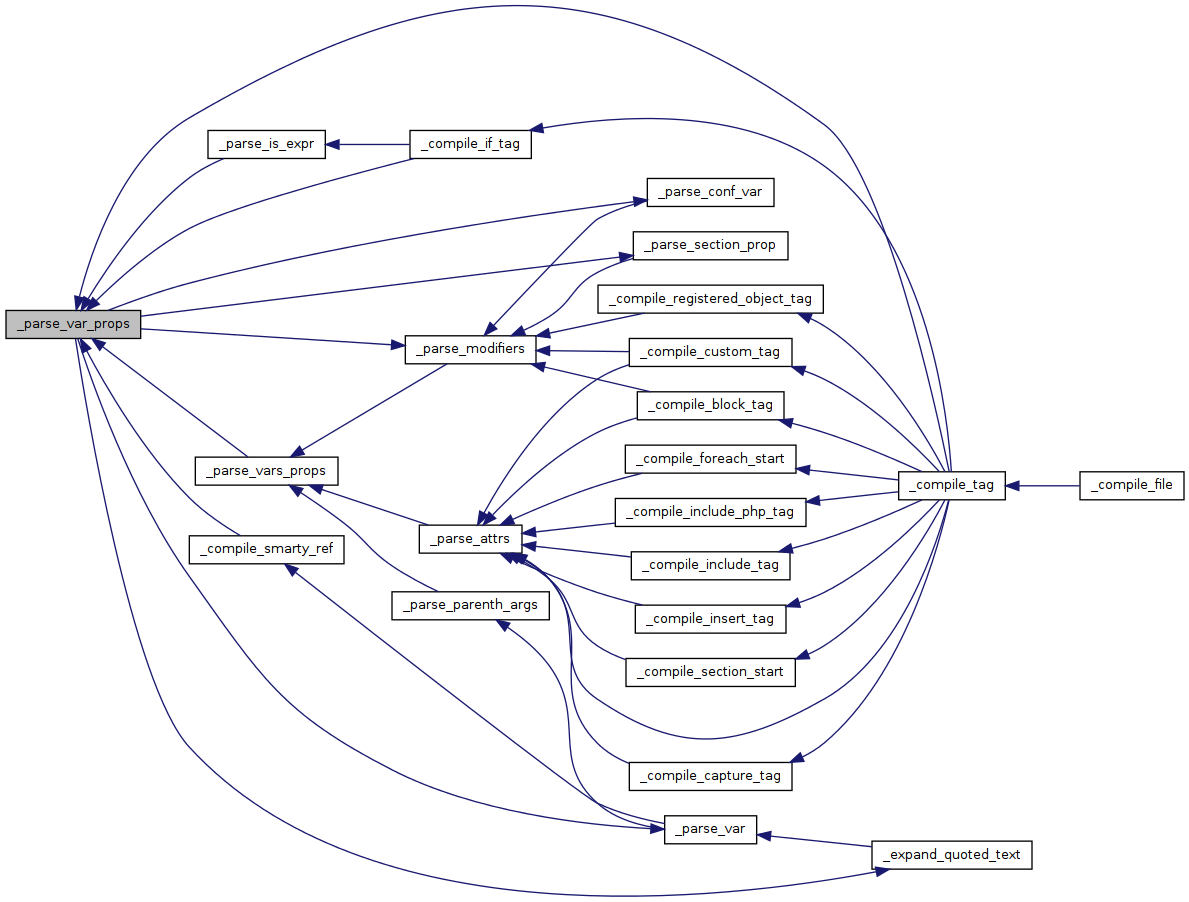 _parse_is_expr
_compile_if_tag
_parse_conf_var
_parse_section_prop
_compile_registered_object_tag
_parse_var_props
_parse_modifiers
_compile_custom_tag
_compile_block_tag
_compile_foreach_start
_parse_vars_props
_compile_tag
_compile_file
_compile_include_php_tag
_parse_attrs
_compile_smarty_ref
_compile_include_tag
_parse_parenth_args
_compile_insert_tag
_compile_section_start
_compile_capture_tag
_parse_var
_expand_quoted_text